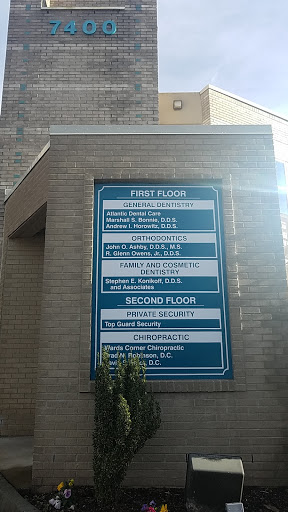 7400
FIRST FLOOR
GENERAL DENTISTRY
Atlantic Dental Care
Marshall S. Bonnie, D.D.S.
Andrew I. Horowitz, D.D.S.
ORTHODONTICS
John O. Ashby, D.D.S., M.S.
R. Glenn Owens, Jr., D.D.S.
FAMILY AND COSMETIC
DENTISTRY
Stephen E. Konikoff, D.D.S.
and Associates
SECOND FLOOR
PRIVATE SECURITY
Top Guard Security
CHIROPRACTIC
Wards Corner Chiropractic
Robinson, D.C.
D.C.